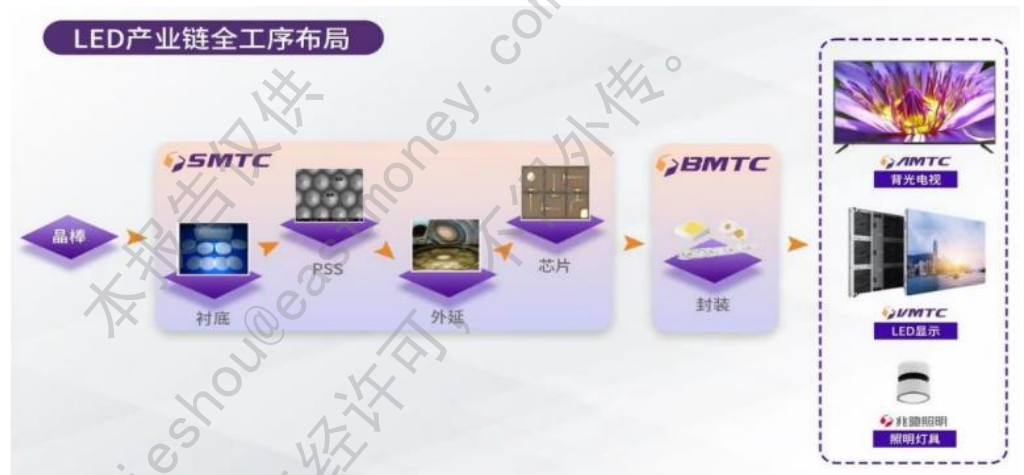 LED产业链全工序布局
SMTC
BMTC
AMTC
背光电视
晶棒
PSS
芯片
衬底
外延
封装
VMTC
LED显示
兆驰照明
照明灯具
本报告仅供
jieshou@eastmoney.com
经许可，不得外传。